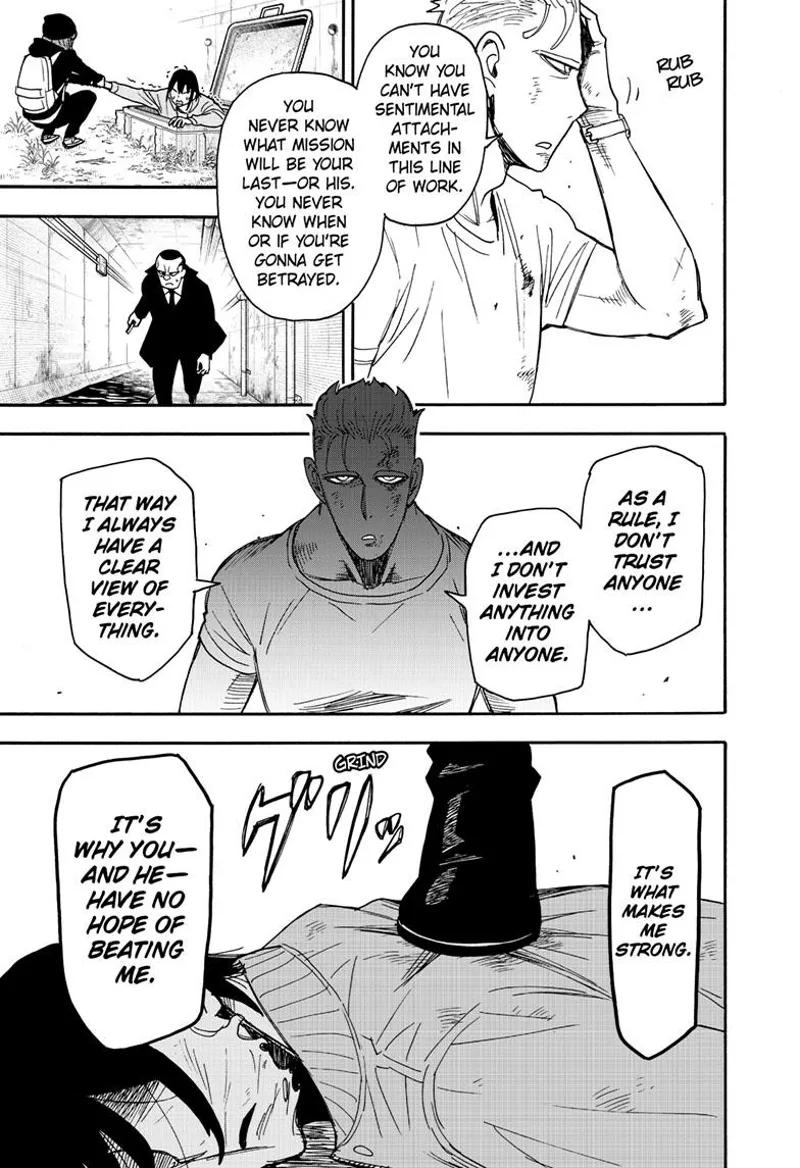 YOU
KNOW YOU
CAN'T HAVE
SENTIMENTAL
ATTACH-
MENTS IN
THIS LINE
OF WORK.
RUB
RUB
YOU
NEVER KNOW
WHAT MISSION
WILL BE YOUR
LAST—OR HIS.
YOU NEVER
KNOW WHEN
OR IF YOU'RE
GONNA GET
BETRAYED.
AS A
RULE, I
DON'T
TRUST
ANYONE
...
...AND
I DON'T
INVEST
ANYTHING
INTO
ANYONE.
THAT WAY
I ALWAYS
HAVE A
CLEAR
VIEW OF
EVERY-
THING.
IT'S
WHAT
MAKES
ME
STRONG.
GRIND
グリッ
IT'S
WHY YOU—
AND HE—
HAVE NO
HOPE OF
BEATING
ME.